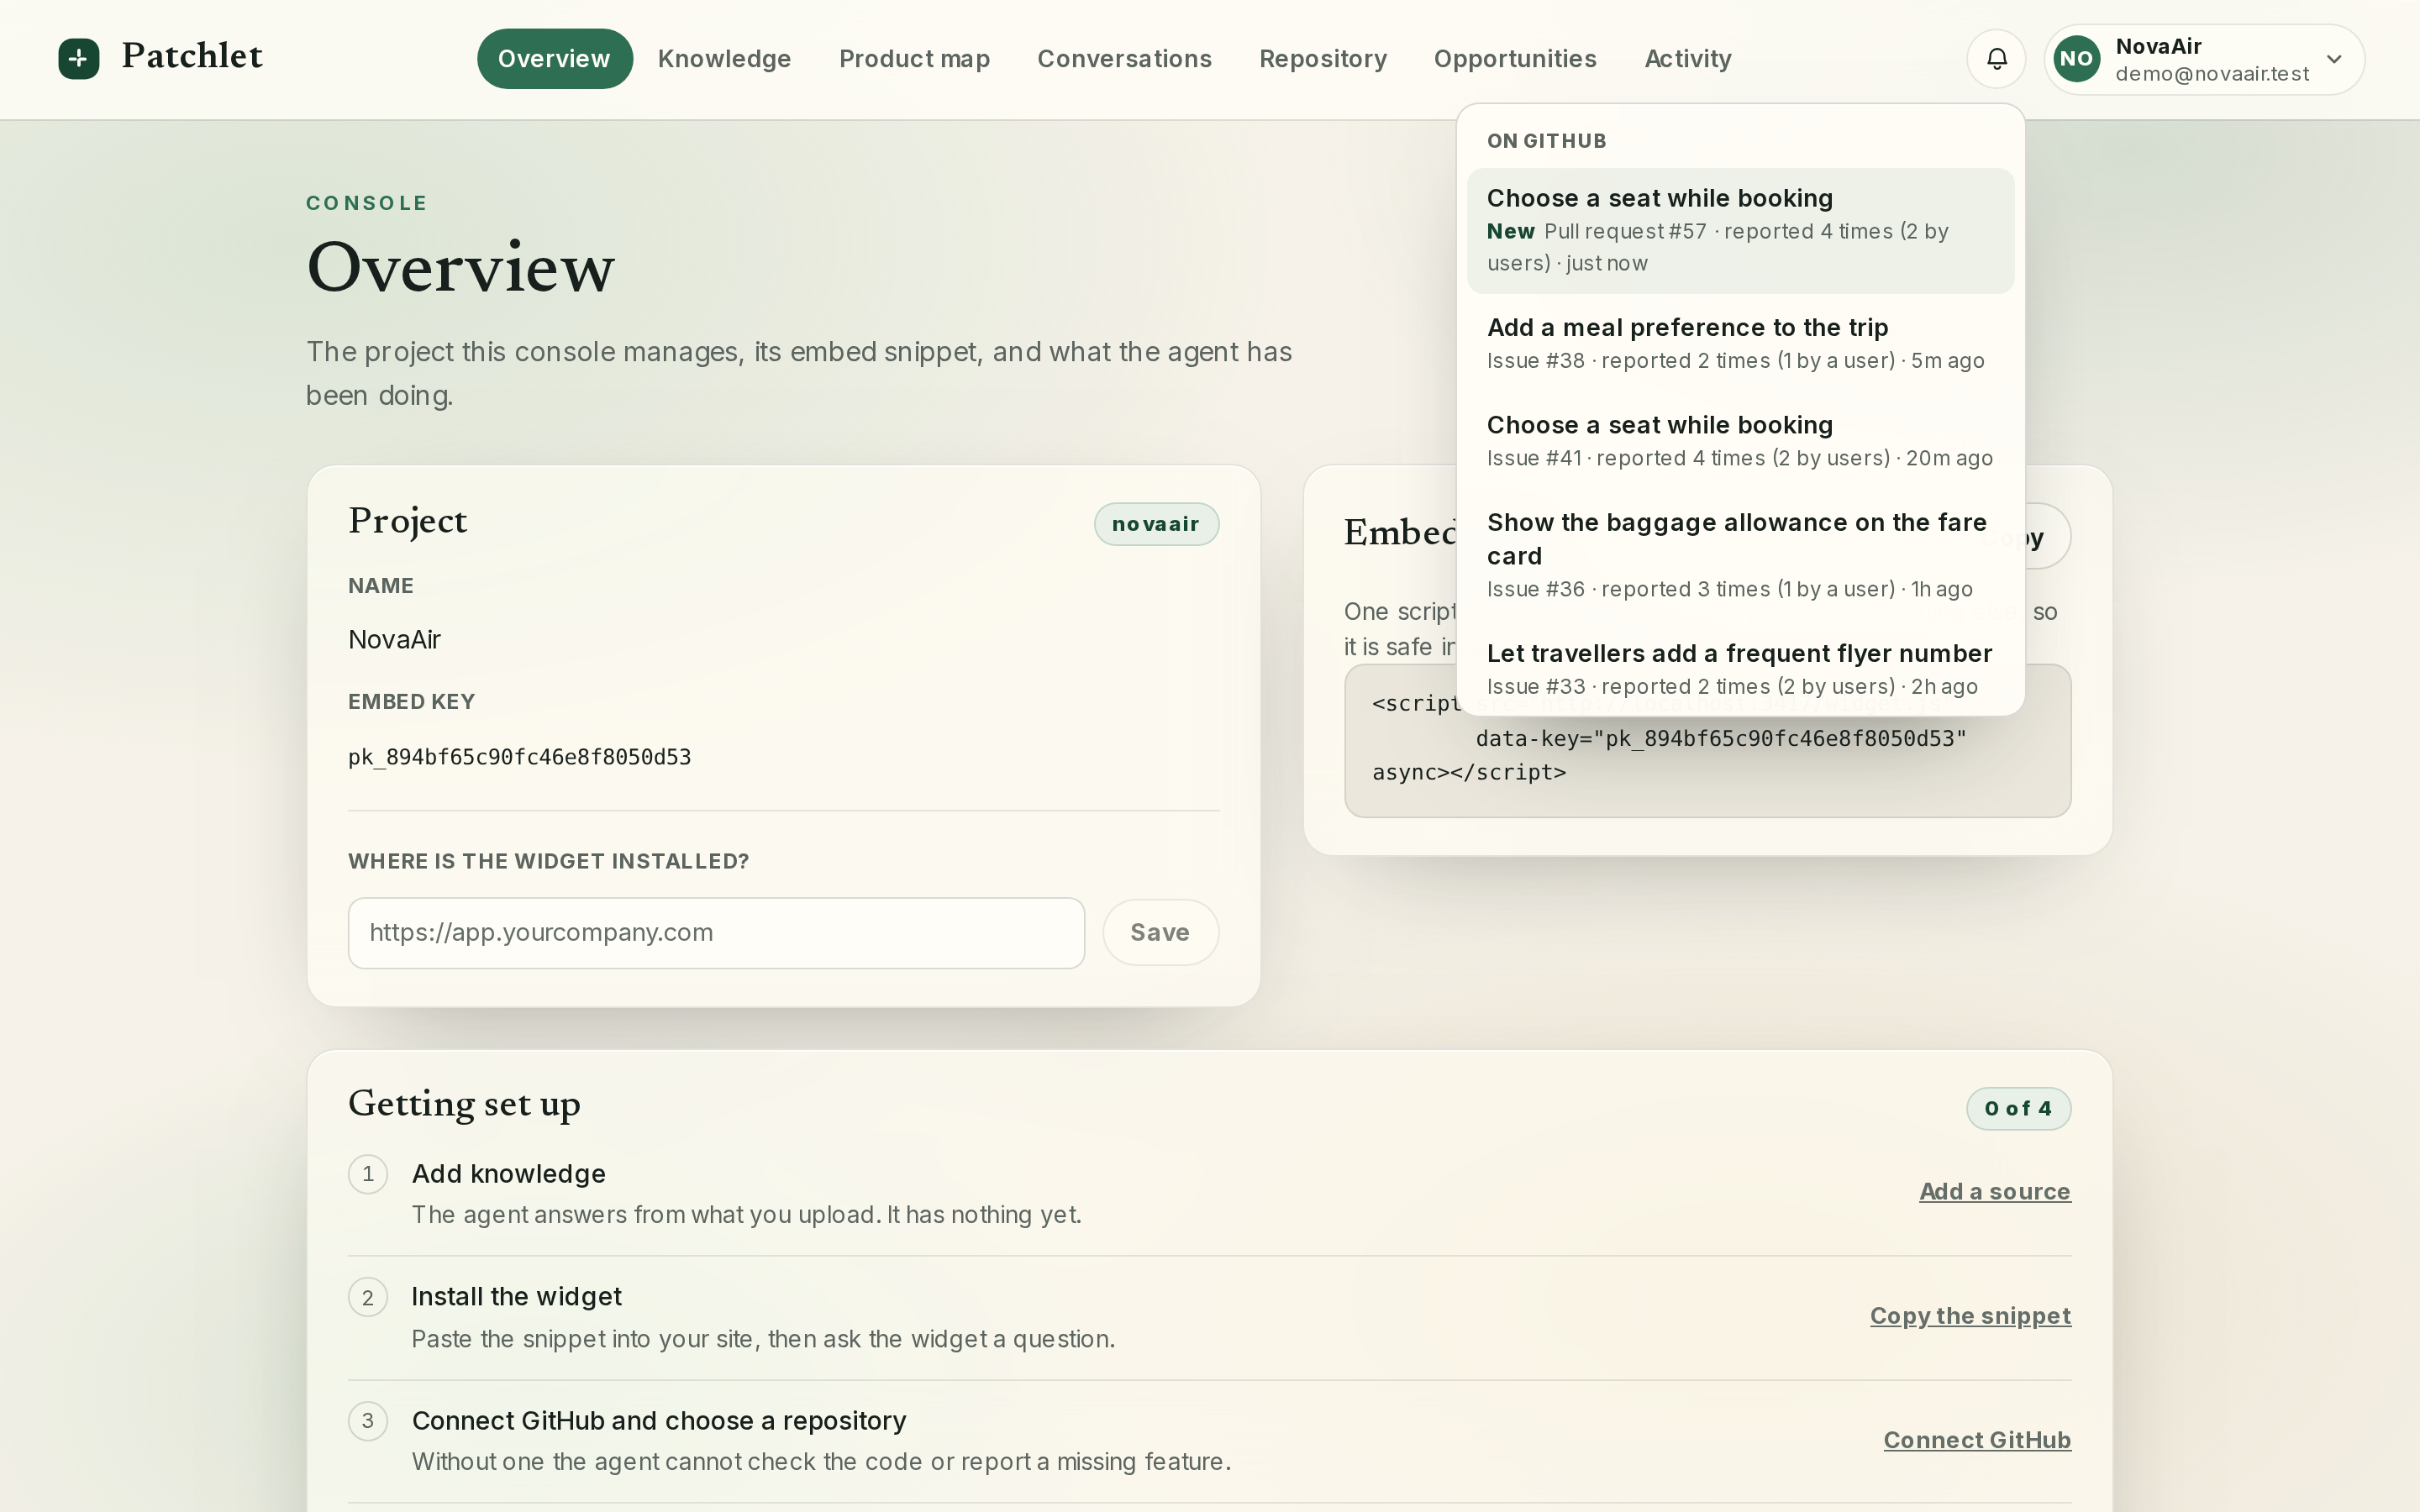 Patchlet
Overview
Knowledge
Product map
Conversations
Repository
Opportunities
Activity
NO
NovaAir
demo@novaair.test
ON GITHUB
Choose a seat while booking
New Pull request #57 · reported 4 times (2 by
users) · just now
Add a meal preference to the trip
Issue #38 · reported 2 times (1 by a user) · 5m ago
Choose a seat while booking
Issue #41 · reported 4 times (2 by users) · 20m ago
Show the baggage allowance on the fare
card
Issue #36 · reported 3 times (1 by a user) · 1h ago
Let travellers add a frequent flyer number
Issue #33 · reported 2 times (2 by users) · 2h ago
CONSOLE
Overview
The project this console manages, its embed snippet, and what the agent has
been doing.
Project
novaair
NAME
NovaAir
EMBED KEY
pk_894bf65c90fc46e8f8050d53
WHERE IS THE WIDGET INSTALLED?
https://app.yourcompany.com
Save
Embed
Copy
One script so
it is safe
<script
data-key="pk_894bf65c90fc46e8f8050d53"
async></script>
Getting set up
0 of 4
1
Add knowledge
The agent answers from what you upload. It has nothing yet.
Add a source
2
Install the widget
Paste the snippet into your site, then ask the widget a question.
Copy the snippet
3
Connect GitHub and choose a repository
Without one the agent cannot check the code or report a missing feature.
Connect GitHub